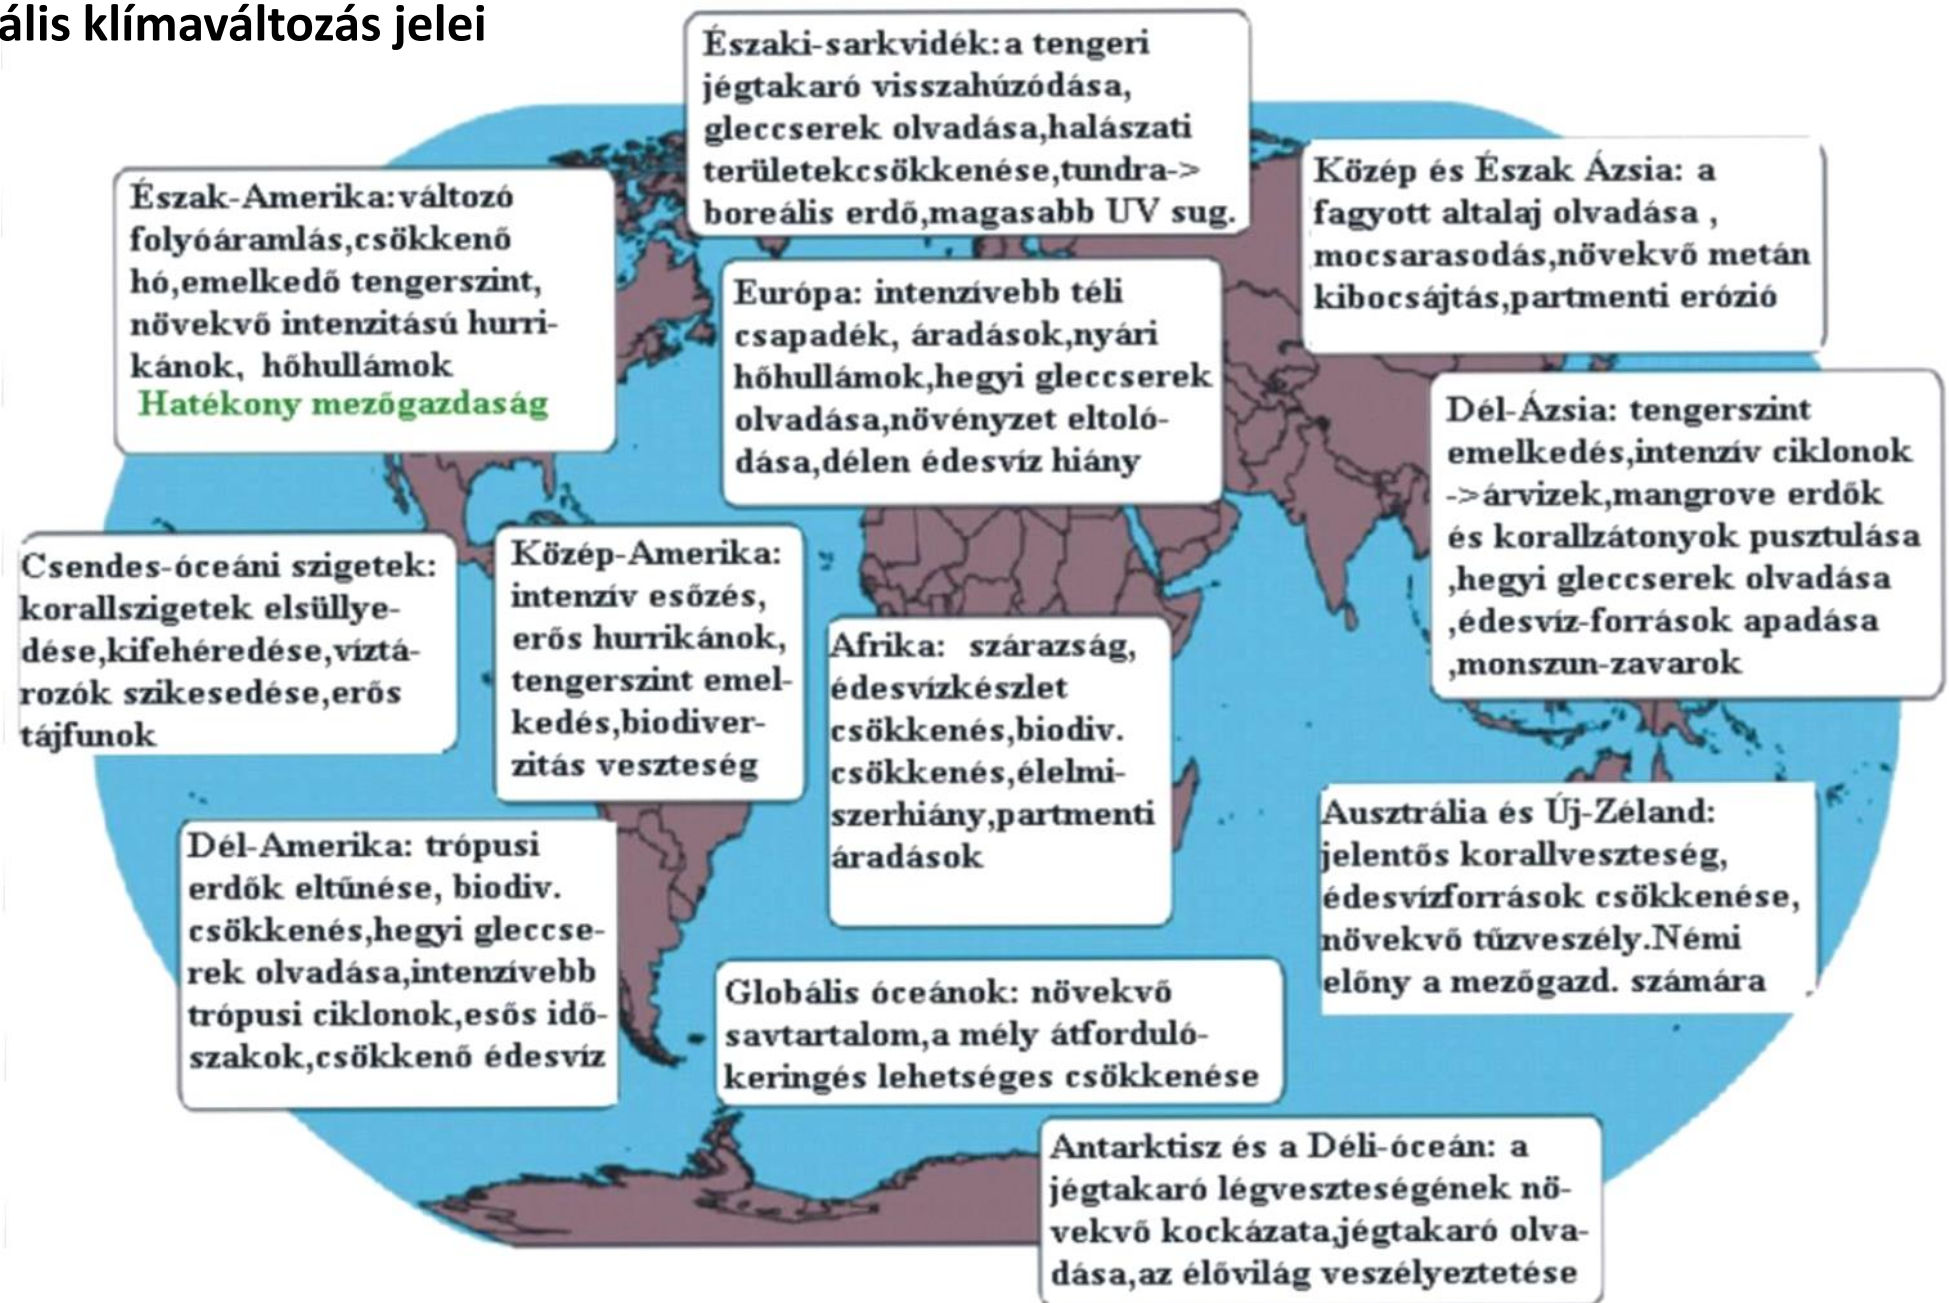 ális klímaváltozás jelei
Északi-sarkvidék:a tengeri
jégtakaró visszahúzódása,
gleccserek olvadása,halászati
területekcsökkenése,tundra->
boreális erdő,magasabb UV sug.
Észak-Amerika:változó
folyóáramlás,csökkenő
hó,emelkedő tengerszint,
növekvő intenzitású hurri-
kánok, hőhullámok
Hatékony mezőgazdaság
Európa: intenzívebb téli
csapadék, áradások,nyári
hőhullámok,hegyi gleccserek
olvadása,növényzet eltoló-
dása,délen édesvíz hiány
Közép és Észak Ázsia: a
fagyott altalaj olvadása ,
mocsarasodás,növekvő metán
kibocsájtás,partmenti erózió
Dél-Ázsia: tengerszint
emelkedés,intenzív ciklonok
->árvizek,mangrove erdők
és korallzátonyok pusztulása
,hegyi gleccserek olvadása
,édesvíz-források apadása
,monszun-zavarok
Csendes-óceáni szigetek:
korallszigetek elsüllye-
dése,kifehéredése,víztá-
rozók szikesedése,erős
tájfunok
Közép-Amerika:
intenzív esőzés,
erős hurrikánok,
tengerszint emel-
kedés,biodiver-
zitás veszteség
Afrika: szárazság,
édesvízkészlet
csökkenés,biodiv.
csökkenés,élelmi-
szerhiány,partmenti
áradások
Dél-Amerika: trópusi
erdők eltűnése, biodiv.
csökkenés,hegyi gleccse-
rek olvadása,intenzívebb
trópusi ciklonok,esős idő-
szakok,csökkenő édesvíz
Ausztrália és Új-Zéland:
jelentős korallveszteség,
édesvízforrások csökkenése,
növekvő tűzveszély.Némi
előny a mezőgazd. számára
Globális óceánok: növekvő
savtartalom,a mély átforduló-
keringés lehetséges csökkenése
Antarktisz és a Déli-óceán: a
jégtakaró légveszteségének nö-
vekvő kockázata,jégtakaró olva-
dása,az élővilág veszélyeztetése